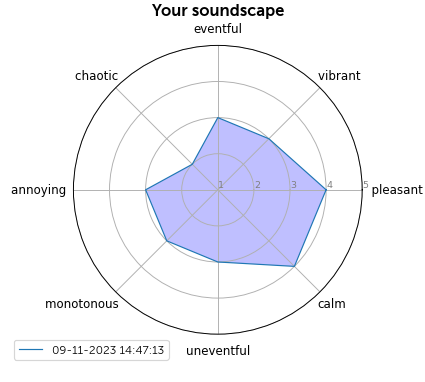 Your soundscape
eventful
chaotic
vibrant
annoying
1
2
3
4
5
pleasant
monotonous
calm
uneventful
09-11-2023 14:47:13